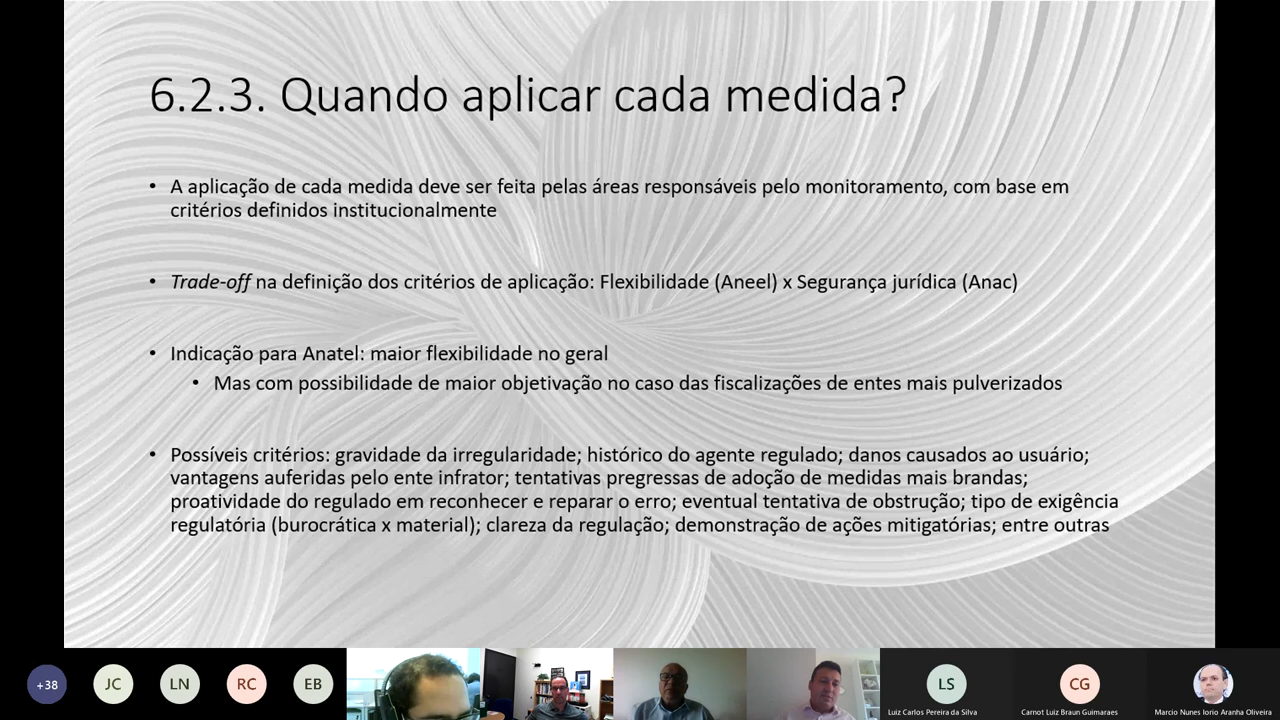 6.2.3. Quando aplicar cada medida?
• A aplicação de cada medida deve ser feita pelas áreas responsáveis pelo monitoramento, com base em
critérios definidos institucionalmente
• Trade-off na definição dos critérios de aplicação: Flexibilidade (Aneel) x Segurança jurídica (Anac)
• Indicação para Anatel: maior flexibilidade no geral
• Mas com possibilidade de maior objetivação no caso das fiscalizações de entes mais pulverizados
• Possíveis critérios: gravidade da irregularidade; histórico do agente regulado; danos causados ao usuário;
vantagens auferidas pelo ente infrator; tentativas pregressas de adoção de medidas mais brandas;
proatividade do regulado em reconhecer e reparar o erro; eventual tentativa de obstrução; tipo de exigência
regulatória (burocrática x material); clareza da regulação; demonstração de ações mitigatórias; entre outras
+38 JC LN RC EB LS CG
Luiz Carlos Pereira da Silva Carnot Luiz Braun Guimaraes Marcio Nunes Iorio Aranha Oliveira